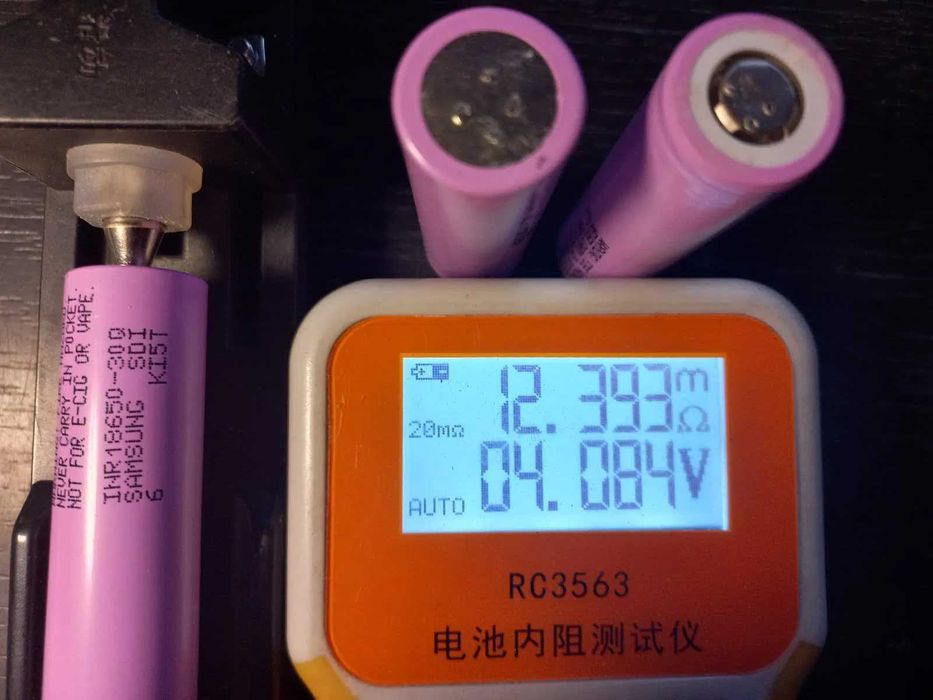 NEVER CARRY IN POCKET.
NOT FOR E-CIG OR VAPE.
INR18650-30Q
SAMSUNG SDI
6 KI5T
12.393 mΩ
20mΩ
04.084V
AUTO
RC3563
电池内阻测试仪